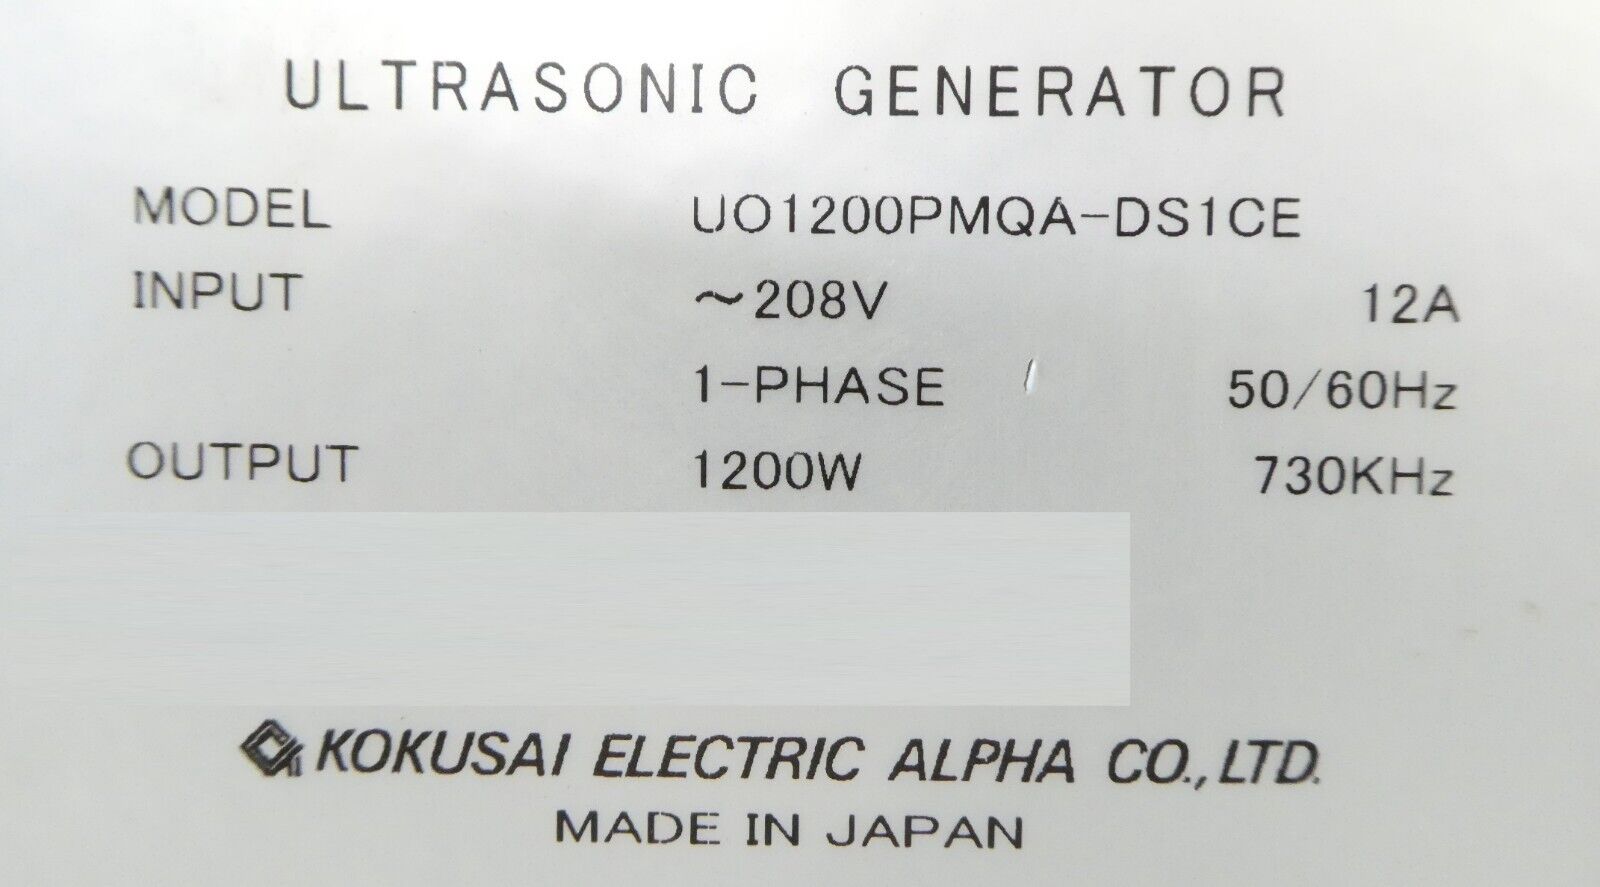 ULTRASONIC GENERATOR
MODEL UO1200PMQA-DS1CE
INPUT ～208V 12A
1-PHASE 50/60Hz
OUTPUT 1200W 730KHz
KOKUSAI ELECTRIC ALPHA CO.,LTD.
MADE IN JAPAN